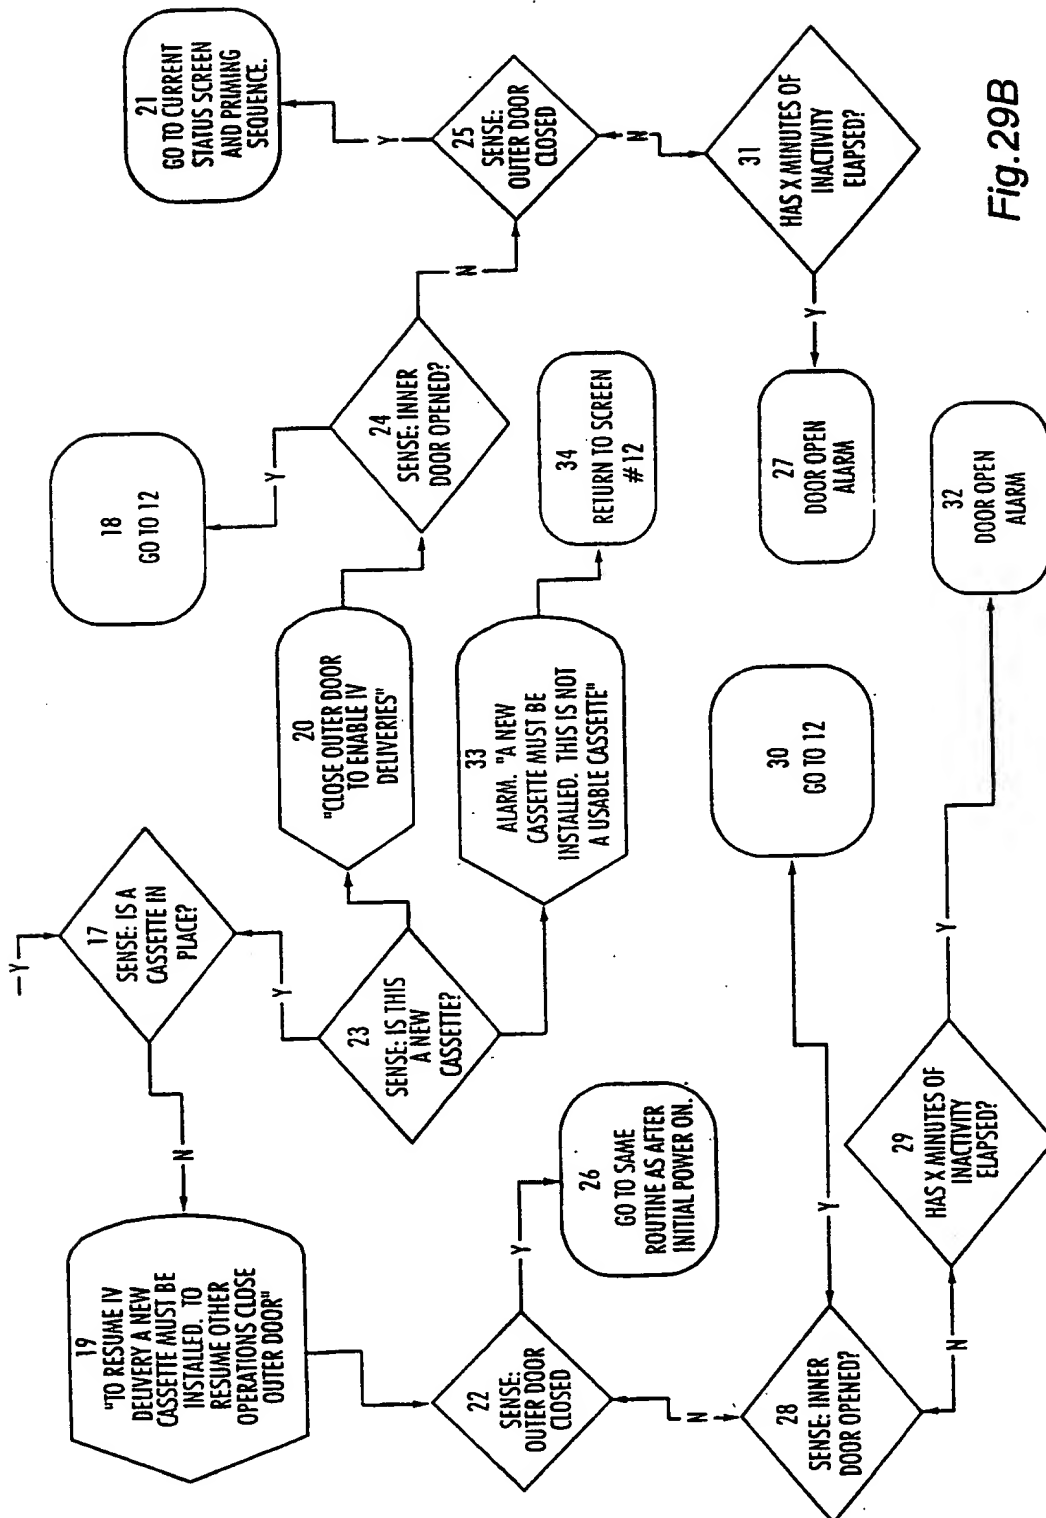 Y
17
SENSE: IS A
CASSETTE IN
PLACE?
N
Y
19
"TO RESUME IV
DELIVERY A NEW
CASSETTE MUST BE
INSTALLED. TO
RESUME OTHER
OPERATIONS CLOSE
OUTER DOOR"
23
SENSE: IS THIS
A NEW
CASSETTE?
20
"CLOSE OUTER DOOR
TO ENABLE IV
DELIVERIES"
18
GO TO 12
Y
24
SENSE: INNER
DOOR OPENED?
N
21
GO TO CURRENT
STATUS SCREEN
AND PRIMING
SEQUENCE.
Y
25
SENSE:
OUTER DOOR
CLOSED
N
31
HAS X MINUTES OF
INACTIVITY
ELAPSED?
Y
27
DOOR OPEN
ALARM
33
ALARM. "A NEW
CASSETTE MUST BE
INSTALLED. THIS IS NOT
A USABLE CASSETTE"
34
RETURN TO SCREEN
#12
22
SENSE:
OUTER DOOR
CLOSED
Y
26
GO TO SAME
ROUTINE AS AFTER
INITIAL POWER ON.
N
28
SENSE: INNER
DOOR OPENED?
Y
30
GO TO 12
N
29
HAS X MINUTES OF
INACTIVITY
ELAPSED?
Y
32
DOOR OPEN
ALARM
Fig.29B